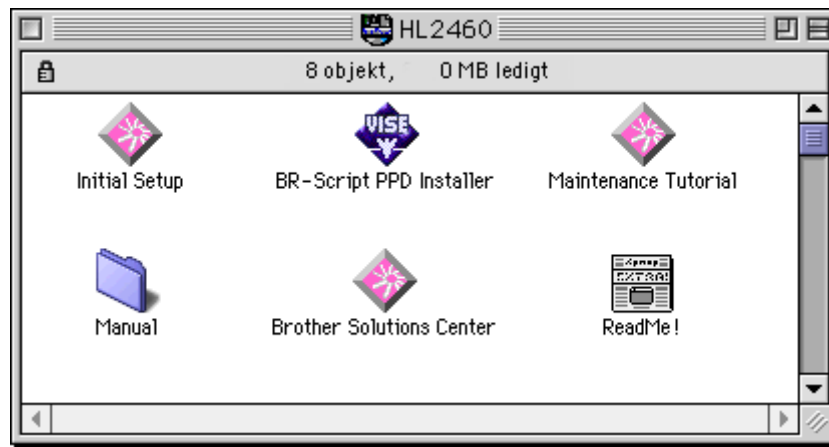 HL2460
8 objekt, 0 MB ledigt
VISE
Initial Setup
BR-Script PPD Installer
Maintenance Tutorial
EXTRA!
Manual
Brother Solutions Center
ReadMe!